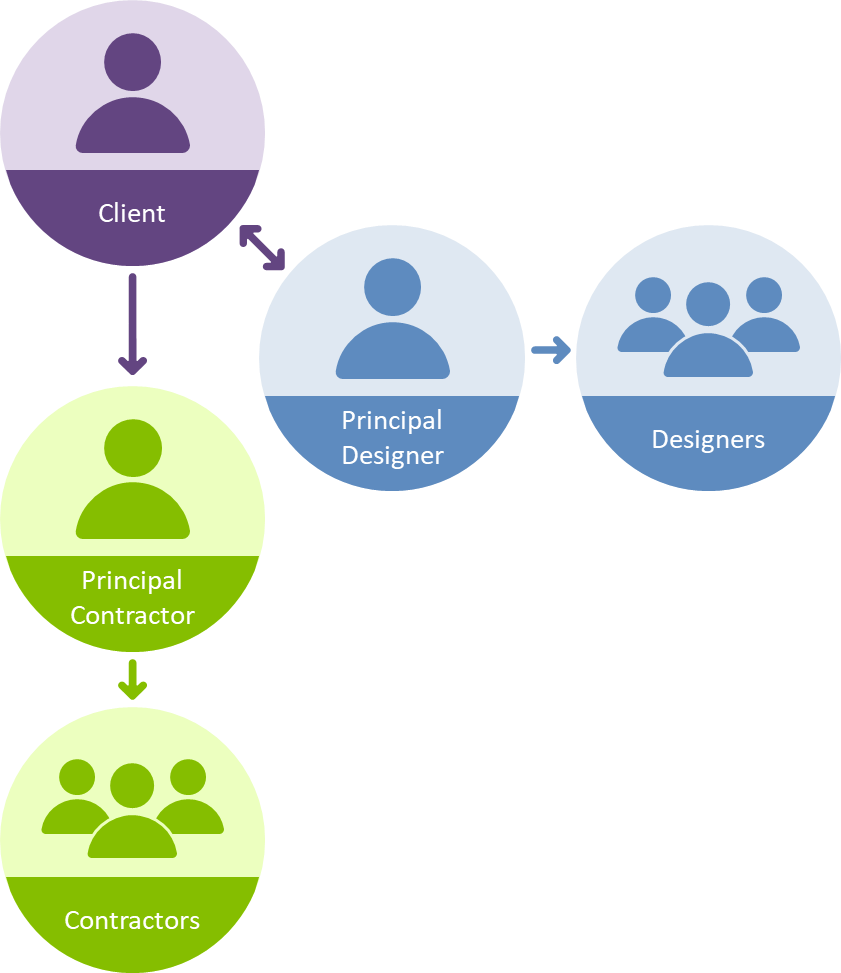 Client
Principal
Designer
Designers
Principal
Contractor
Contractors